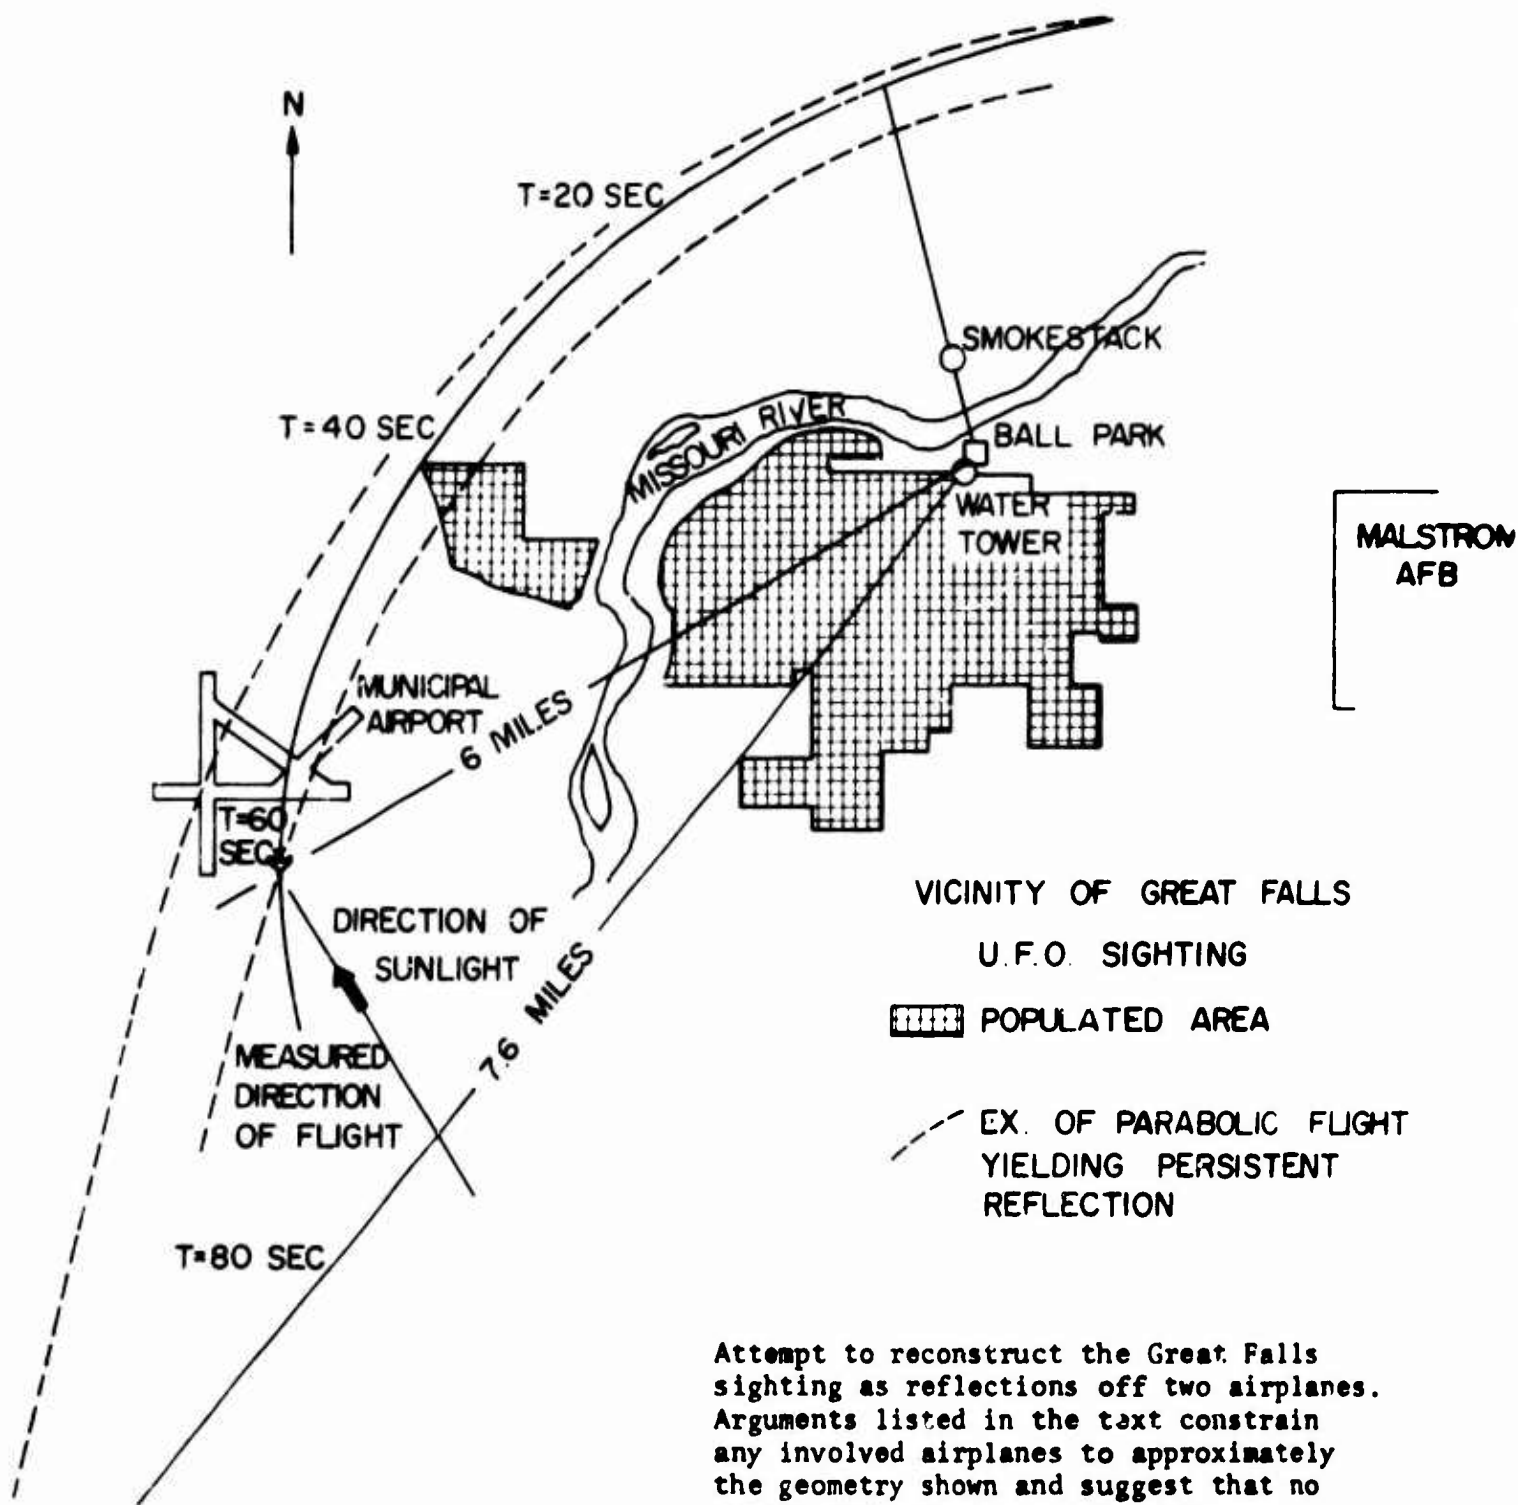 N
T=20 SEC
SMOKESTACK
T=40 SEC
MISSOURI RIVER
BALL PARK
WATER
TOWER
MALSTROM
AFB
MUNICIPAL
AIRPORT
6 MILES
T=60
SEC
DIRECTION OF
SUNLIGHT
7.6 MILES
MEASURED
DIRECTION
OF FLIGHT
T=80 SEC
VICINITY OF GREAT FALLS
U.F.O. SIGHTING
POPULATED AREA
EX. OF PARABOLIC FLIGHT
YIELDING PERSISTENT
REFLECTION
Attempt to reconstruct the Great Falls
sighting as reflections off two airplanes.
Arguments listed in the text constrain
any involved airplanes to approximately
the geometry shown and suggest that no